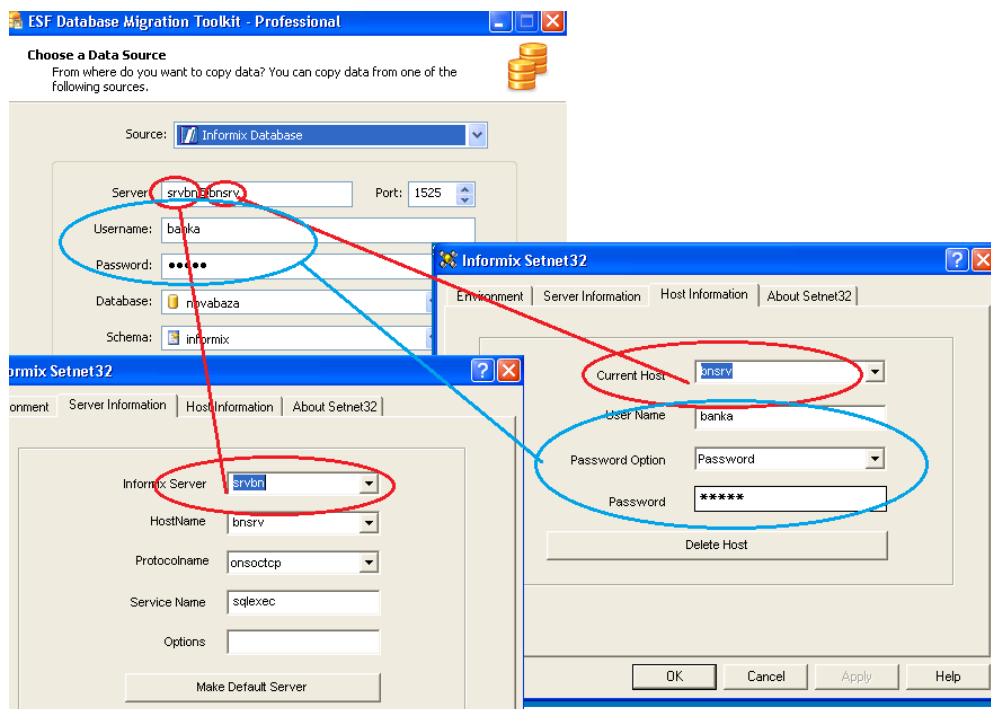 ESF Database Migration Toolkit - Professional
Choose a Data Source
From where do you want to copy data? You can copy data from one of the
following sources.
Source: Informix Database
Server: srvbn@bnsrv Port: 1525
Username: banka
Password: •••••
Database: novabaza
Schema: informix
Informix Setnet32
Environment Server Information Host Information About Setnet32
Current Host bnsrv
User Name banka
Password Option Password
Password *****
Delete Host
OK Cancel Apply Help
ormix Setnet32
onment Server Information Host Information About Setnet32
Informix Server srvbn
HostName bnsrv
Protocolname onsoctcp
Service Name sqlexec
Options
Make Default Server